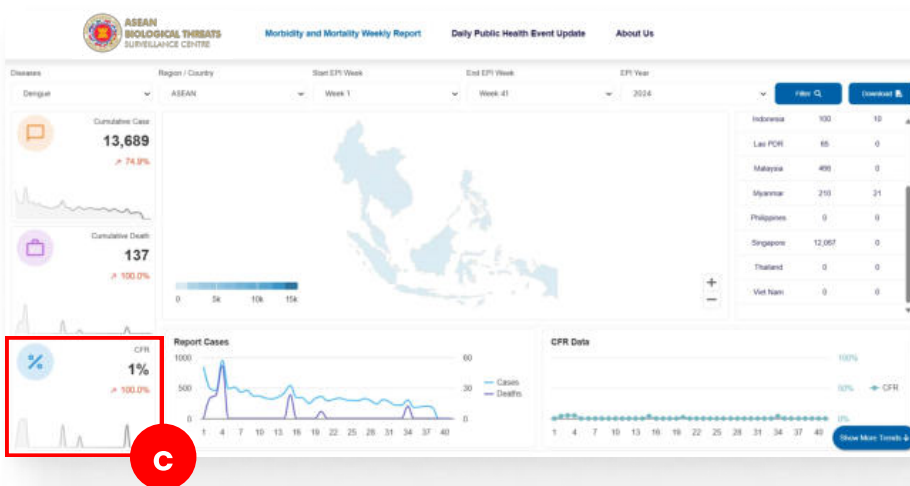 ASEAN
BIOLOGICAL THREATS
SURVEILLANCE CENTRE
Morbidity and Mortality Weekly Report
Daily Public Health Event Update
About Us
Diseases
Region / Country
Start EPI Week
End EPI Week
EPI Year
Dengue
ASEAN
Week 1
Week 41
2024
Filter
Download
Cumulative Case
13,689
74.9%
Cumulative Death
137
100.0%
CFR
1%
100.0%
C
0 5k 10k 15k
+
−
Indonesia 100 10
Lao PDR 65 0
Malaysia 466 0
Myanmar 210 21
Philippines 0 0
Singapore 12,067 0
Thailand 0 0
Viet Nam 0 0
Report Cases
1000
500
0
60
30
0
Cases
Deaths
1 4 7 10 13 16 19 22 25 28 31 34 37 40
CFR Data
100%
50%
0%
CFR
1 4 7 10 13 16 19 22 25 28 31 34 37 40
Show More Trends